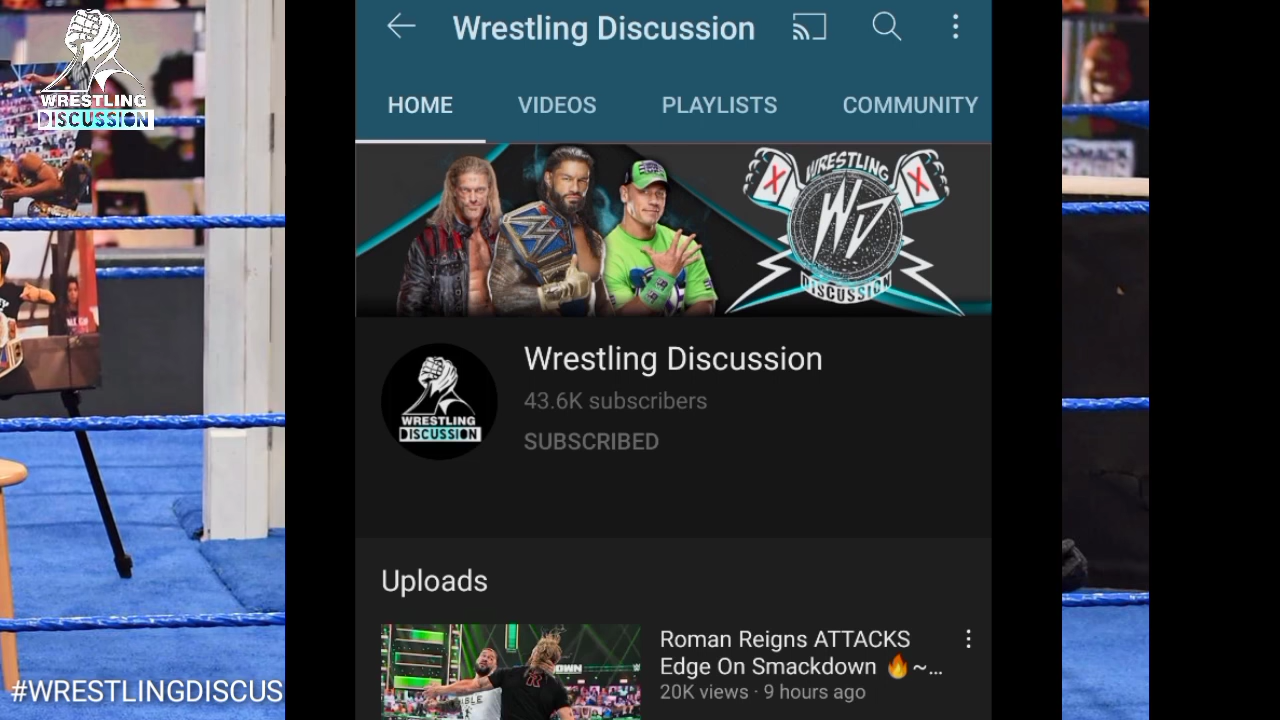 WRESTLING
DISCUSSION
Wrestling Discussion
HOME
VIDEOS
PLAYLISTS
COMMUNITY
WRESTLING
WD
DISCUSSION
Wrestling Discussion
43.6K subscribers
SUBSCRIBED
WRESTLING
DISCUSSION
Uploads
Roman Reigns ATTACKS
Edge On Smackdown 🔥~...
20K views · 9 hours ago
#WRESTLINGDISCUS